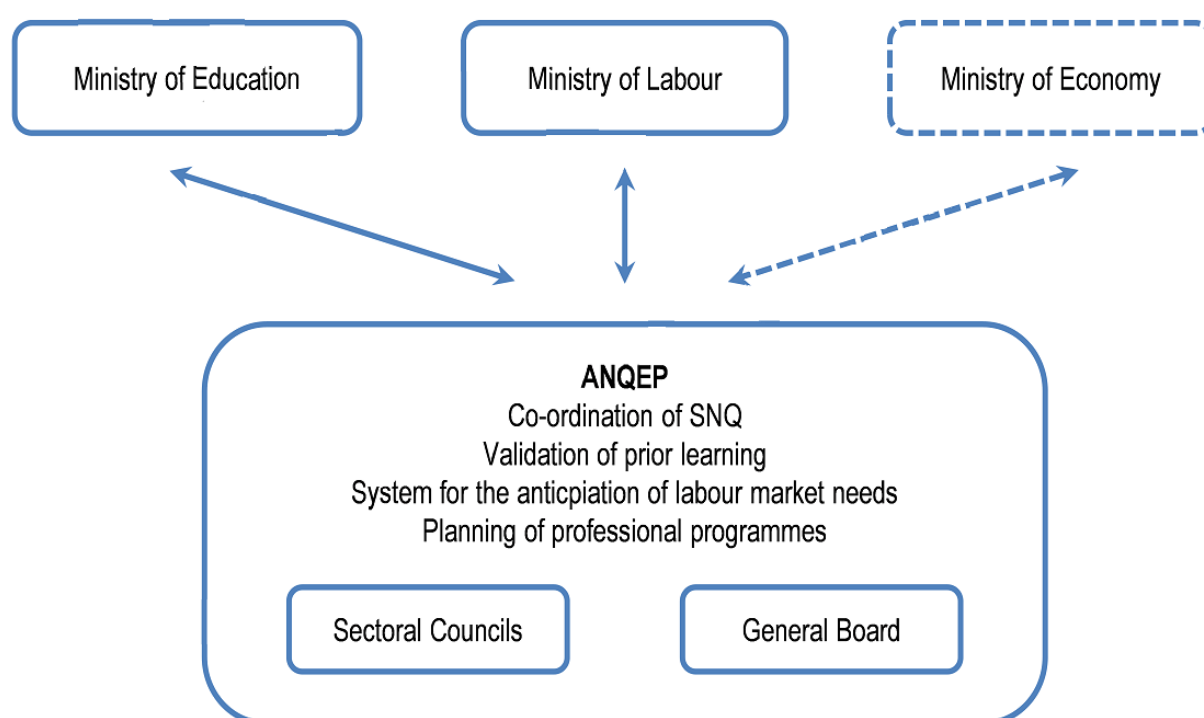 Ministry of Education
Ministry of Labour
Ministry of Economy
ANQEP
Co-ordination of SNQ
Validation of prior learning
System for the anticpiation of labour market needs
Planning of professional programmes
Sectoral Councils
General Board